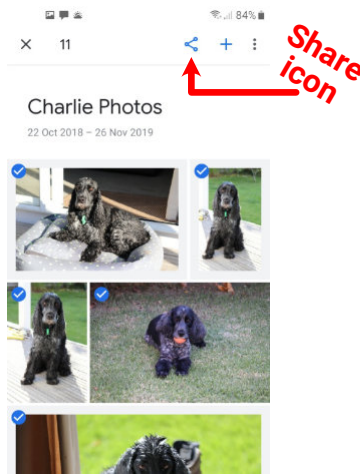 84%
11
Share
icon
Charlie Photos
22 Oct 2018 – 26 Nov 2019